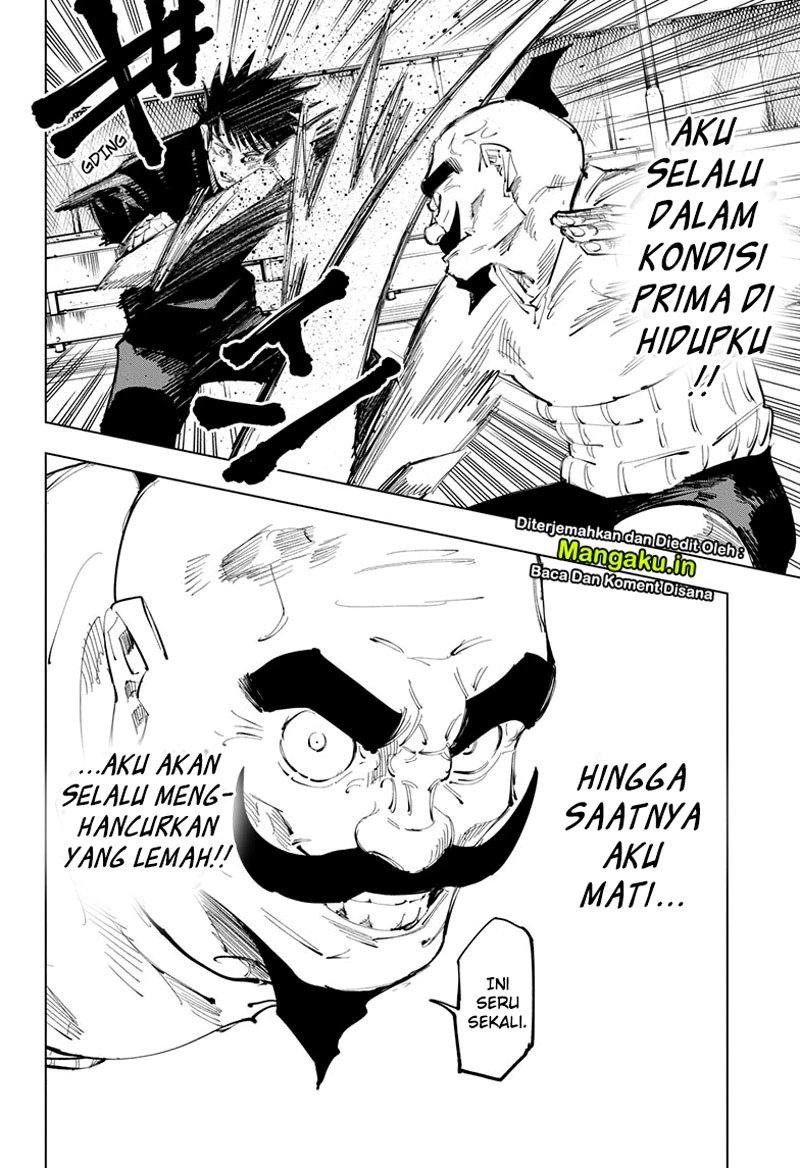 AKU
SELALU
DALAM
KONDISI
PRIMA DI
HIDUPKU
!!
GDING
Diterjemahkan dan Diedit Oleh :
Mangaku.in
Baca Dan Koment Disana
HINGGA
SAATNYA
AKU
MATI...
...AKU AKAN
SELALU MENG-
HANCURKAN
YANG LEMAH!!
INI
SERU
SEKALI.